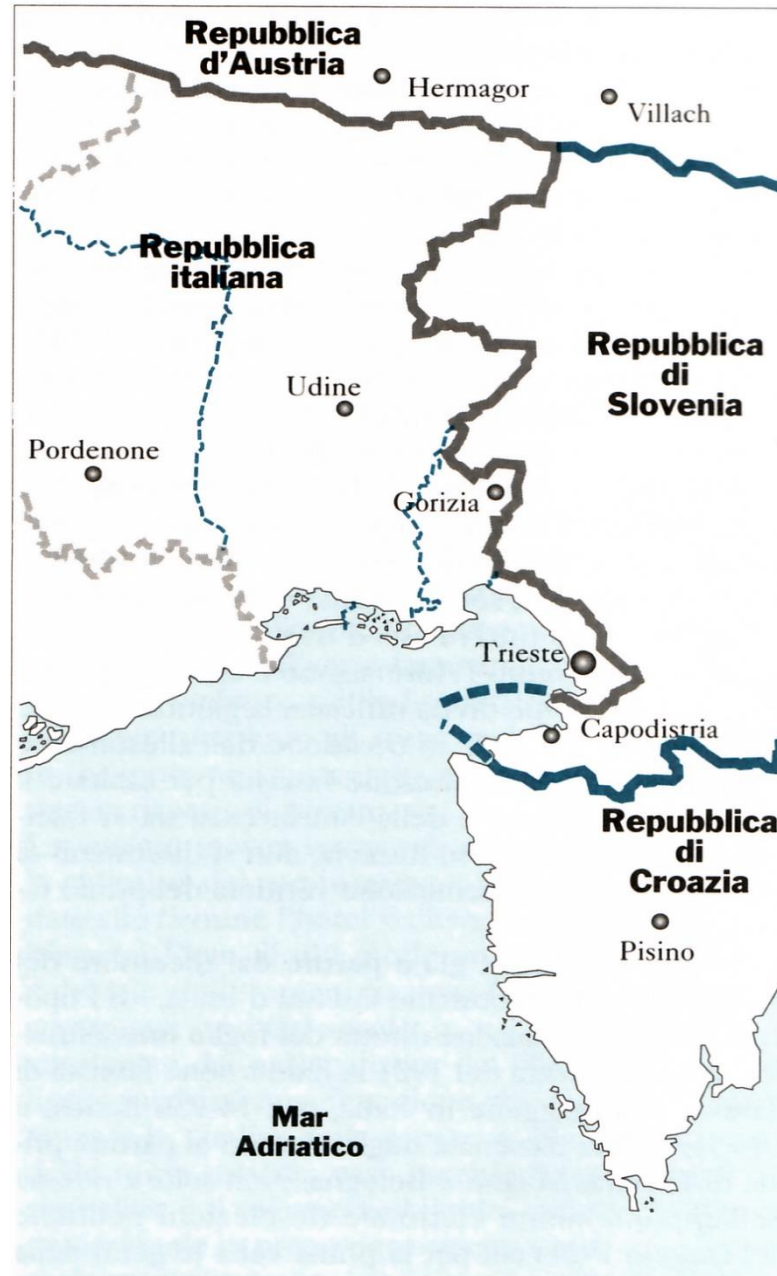 Repubblica
d'Austria
Hermagor
Villach
Repubblica
italiana
Repubblica
di
Slovenia
Udine
Pordenone
Gorizia
Trieste
Capodistria
Repubblica
di
Croazia
Pisino
Mar
Adriatico